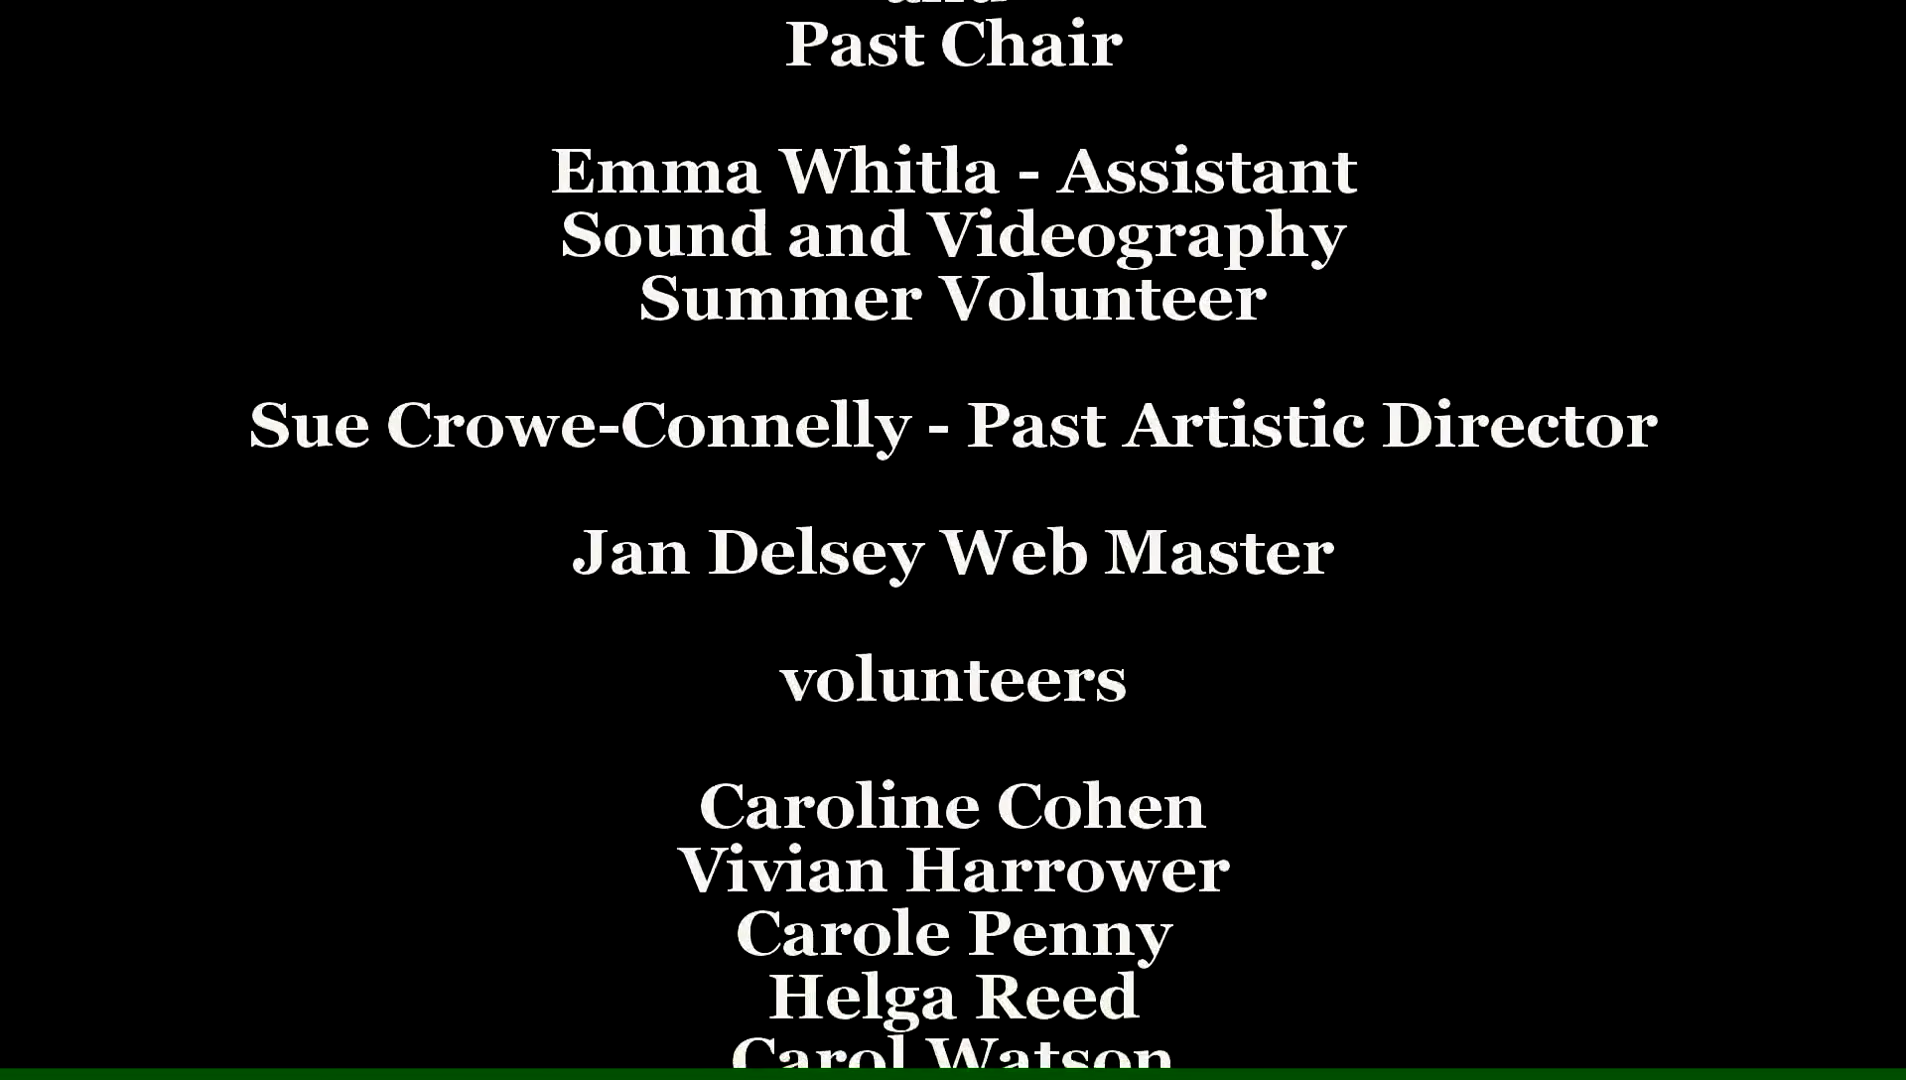 and
Past Chair
Emma Whitla - Assistant
Sound and Videography
Summer Volunteer
Sue Crowe-Connelly - Past Artistic Director
Jan Delsey Web Master
volunteers
Caroline Cohen
Vivian Harrower
Carole Penny
Helga Reed
Carol Watson